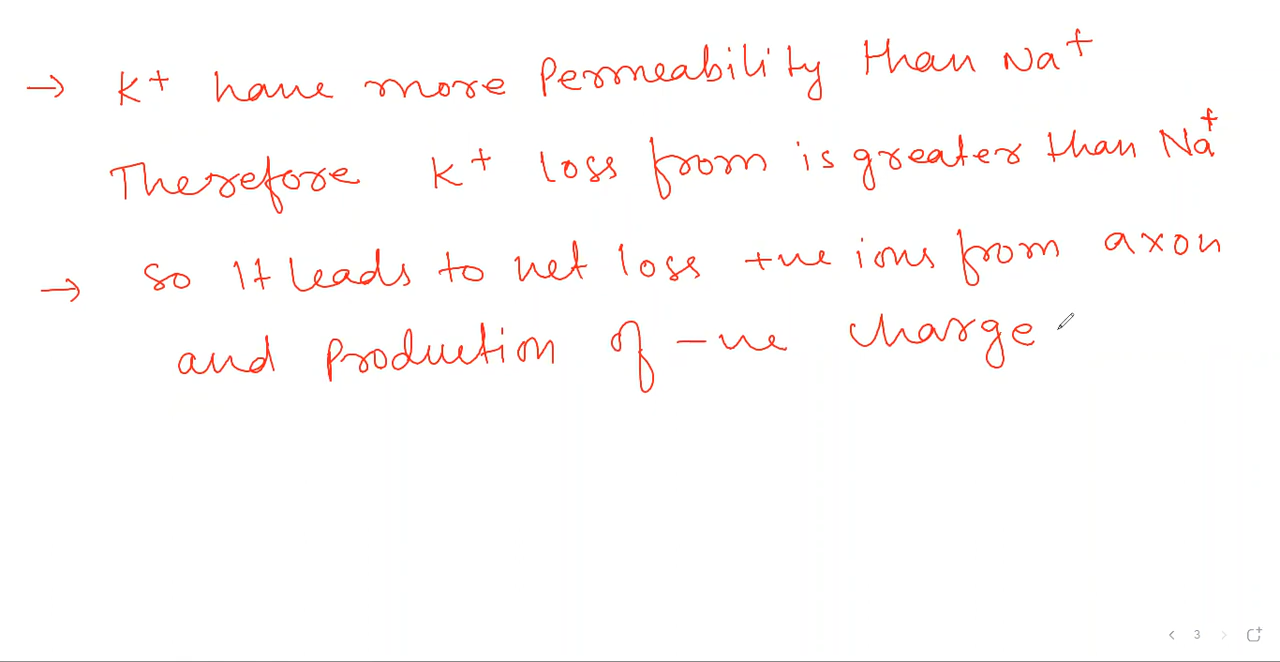 → K+ have more Permeability than Na+
Therefore K+ loss from is greater than Na+
→ so It leads to net loss +ve ions from axon
and Production of -ve charge
3